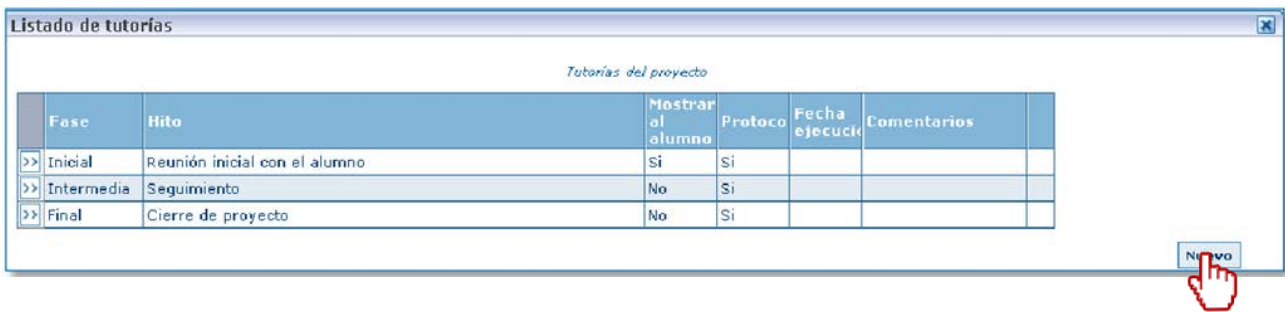 Listado de tutorías
Tutorías del proyecto
Fase Hito Mostrar al alumno Protoco Fecha ejecució Comentarios
>> Inicial Reunión inicial con el alumno Si Si
>> Intermedia Seguimiento No Si
>> Final Cierre de proyecto No Si
Nuevo